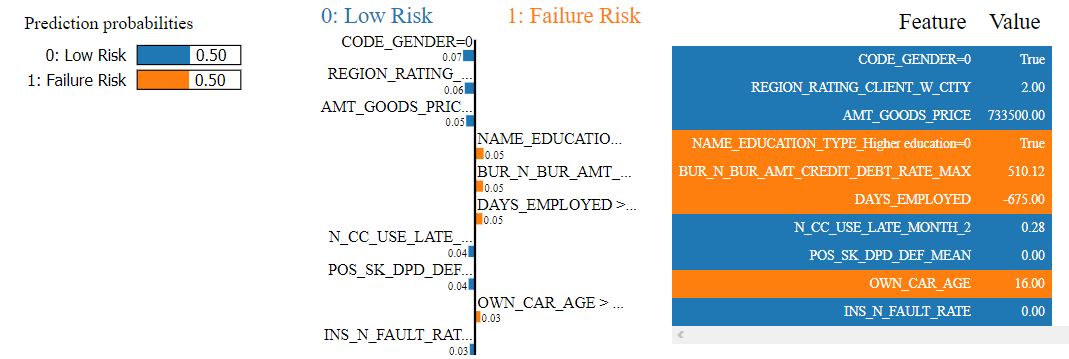 Prediction probabilities
0: Low Risk 0.50
1: Failure Risk 0.50
0: Low Risk 1: Failure Risk
CODE_GENDER=0
0.07
REGION_RATING_...
0.06
AMT_GOODS_PRIC...
0.05
NAME_EDUCATIO...
0.05
BUR_N_BUR_AMT_...
0.05
DAYS_EMPLOYED >...
0.05
N_CC_USE_LATE_...
0.04
POS_SK_DPD_DEF...
0.04
OWN_CAR_AGE > ...
0.03
INS_N_FAULT_RAT...
0.03
Feature Value
CODE_GENDER=0 True
REGION_RATING_CLIENT_W_CITY 2.00
AMT_GOODS_PRICE 733500.00
NAME_EDUCATION_TYPE_Higher education=0 True
BUR_N_BUR_AMT_CREDIT_DEBT_RATE_MAX 510.12
DAYS_EMPLOYED -675.00
N_CC_USE_LATE_MONTH_2 0.28
POS_SK_DPD_DEF_MEAN 0.00
OWN_CAR_AGE 16.00
INS_N_FAULT_RATE 0.00